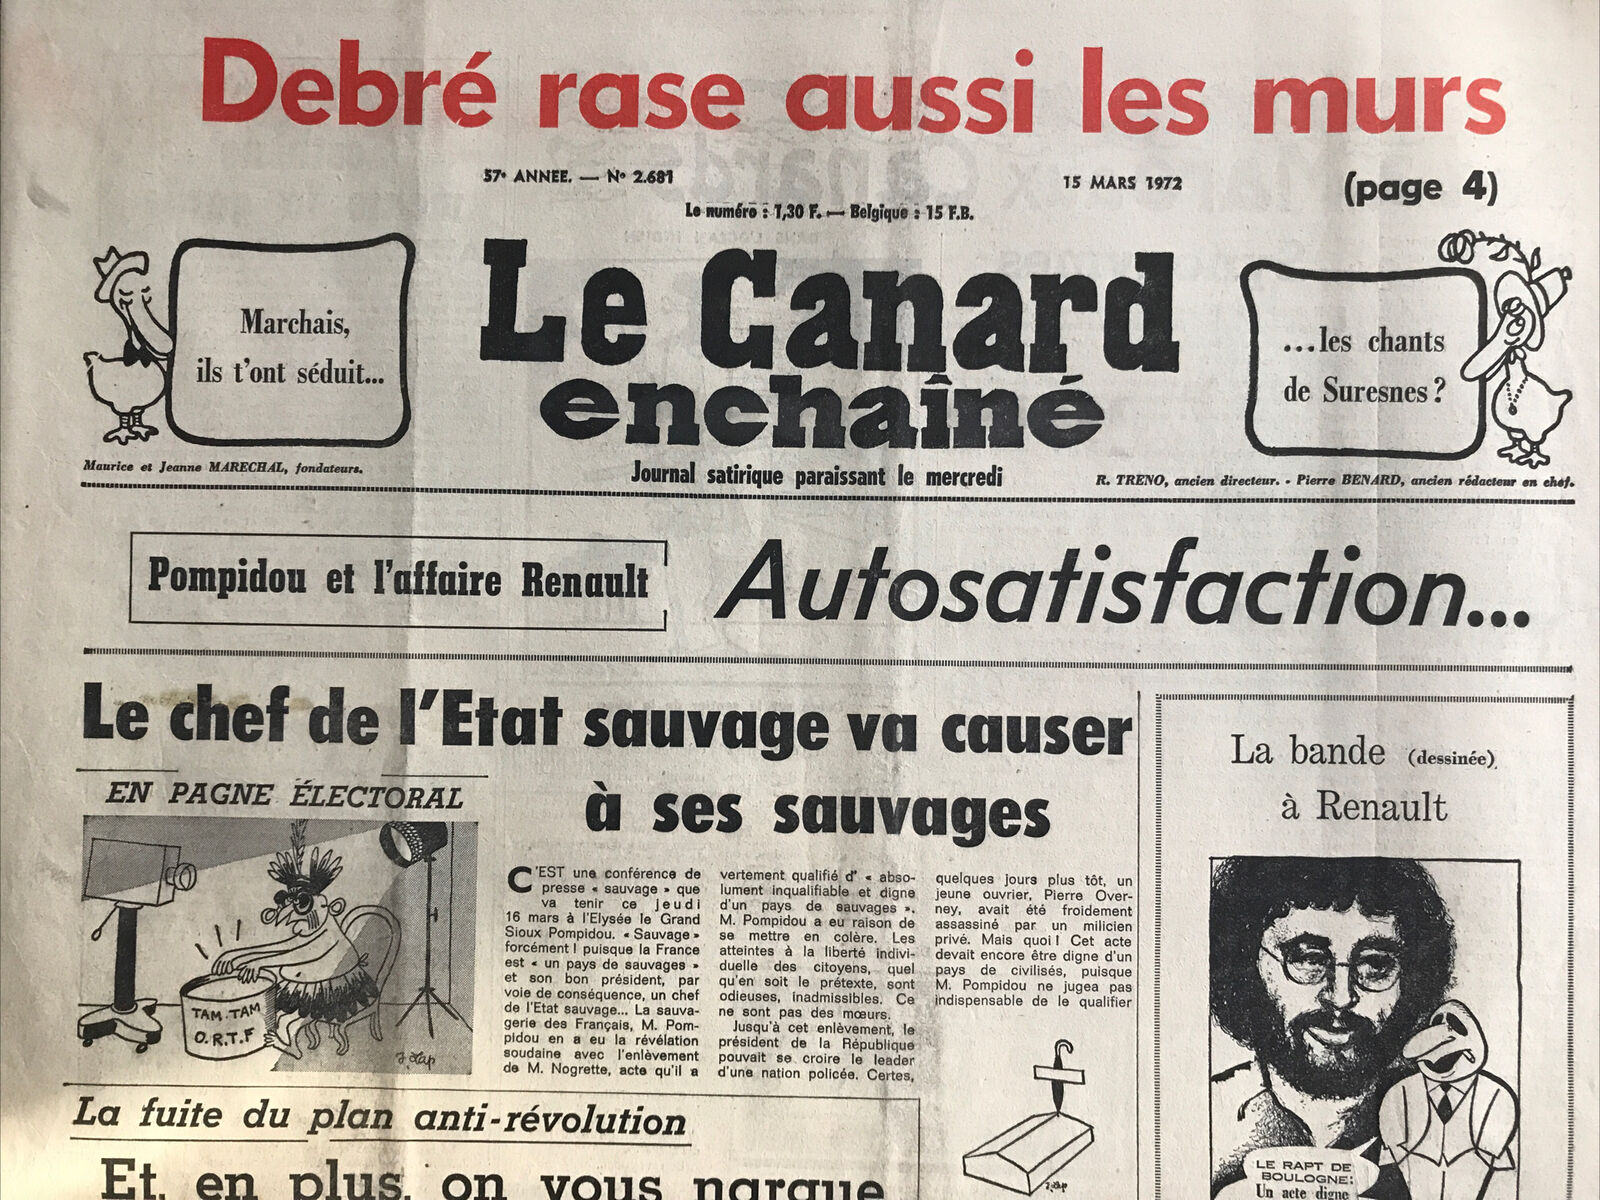 Debré rase aussi les murs
57e ANNEE. — No 2.681
15 MARS 1972
(page 4)
Le numéro : 1,30 F. — Belgique : 15 F.B.
Marchais,
ils t'ont séduit...
Le Canard
enchaîné
...les chants
de Suresnes ?
Maurice et Jeanne MARECHAL, fondateurs.
Journal satirique paraissant le mercredi
R. TRENO, ancien directeur. - Pierre BENARD, ancien rédacteur en chef.
Pompidou et l'affaire Renault
Autosatisfaction...
Le chef de l'Etat sauvage va causer
à ses sauvages
EN PAGNE ÉLECTORAL
TAM.TAM
O.R.T.F
J. Lap
C'EST une conférence de
presse « sauvage » que
va tenir ce jeudi
16 mars à l'Elysée le Grand
Sioux Pompidou. « Sauvage »
forcément ! puisque la France
est « un pays de sauvages »
et son bon président, par
voie de conséquence, un chef
de l'Etat sauvage... La sauva-
gerie des Français, M. Pom-
pidou en a eu la révélation
soudaine avec l'enlèvement
de M. Nogrette, acte qu'il a
vertement qualifié d' « abso-
lument inqualifiable et digne
d'un pays de sauvages ».
M. Pompidou a eu raison de
se mettre en colère. Les
atteintes à la liberté indivi-
duelle des citoyens, quel
qu'en soit le prétexte, sont
odieuses, inadmissibles. Ce
ne sont pas des mœurs.
Jusqu'à cet enlèvement, le
président de la République
pouvait se croire le leader
d'une nation policée. Certes,
quelques jours plus tôt, un
jeune ouvrier, Pierre Over-
ney, avait été froidement
assassiné par un milicien
privé. Mais quoi ! Cet acte
devait encore être digne d'un
pays de civilisés, puisque
M. Pompidou ne jugea pas
indispensable de le qualifier
J. Lap
La bande (dessinée)
à Renault
LE RAPT DE
BOULOGNE:
Un acte digne
La fuite du plan anti-révolution
Et, en plus, on vous nargue